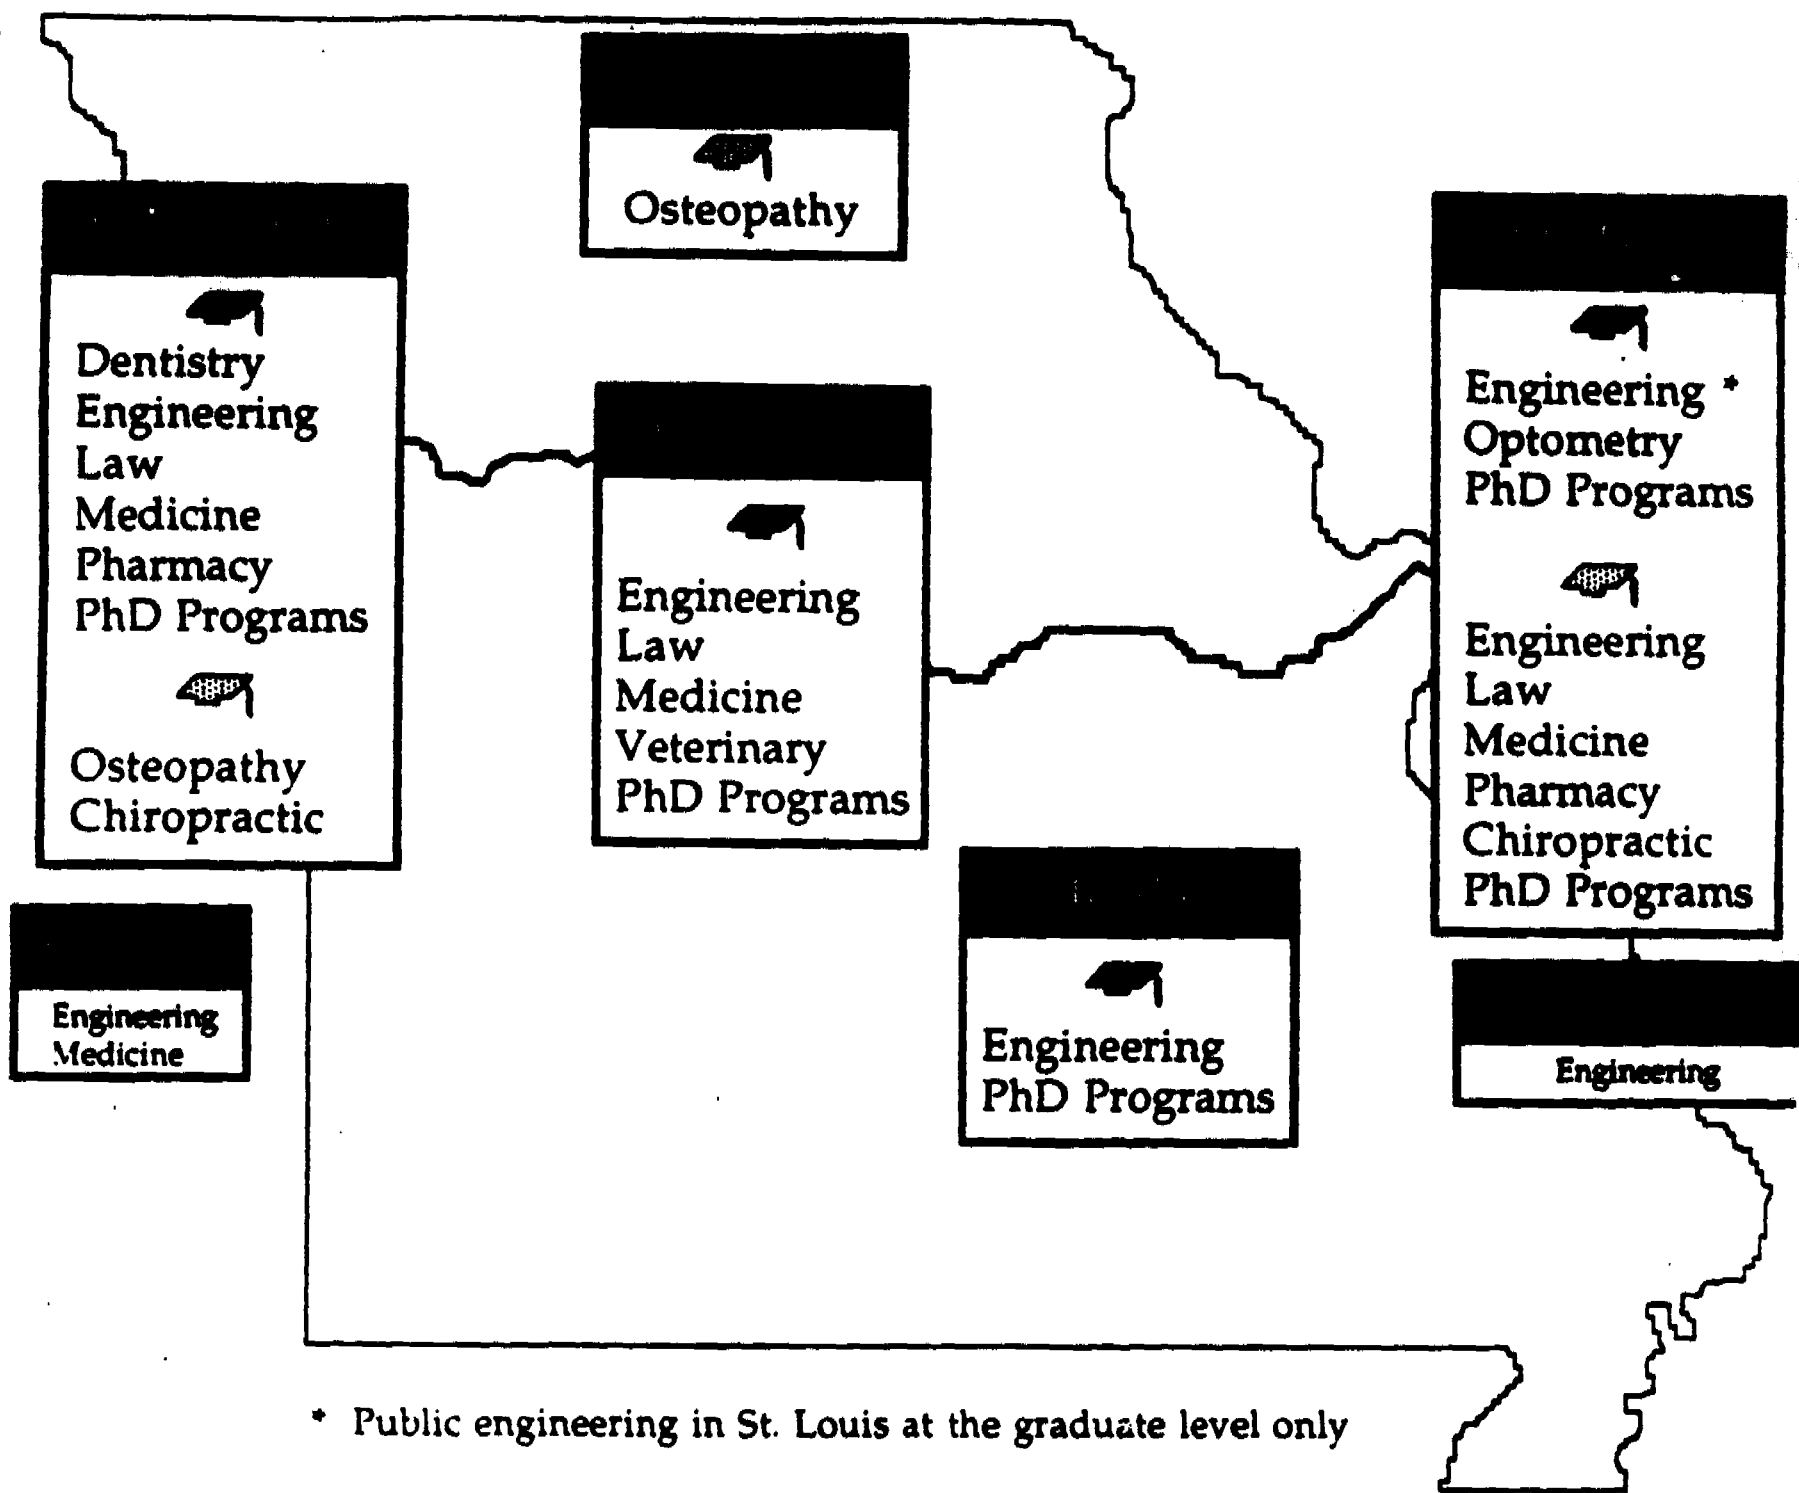 Osteopathy
Dentistry
Engineering
Law
Medicine
Pharmacy
PhD Programs
Osteopathy
Chiropractic
Engineering
Law
Medicine
Veterinary
PhD Programs
Engineering *
Optometry
PhD Programs
Engineering
Law
Medicine
Pharmacy
Chiropractic
PhD Programs
Engineering
Medicine
Engineering
PhD Programs
Engineering
* Public engineering in St. Louis at the graduate level only